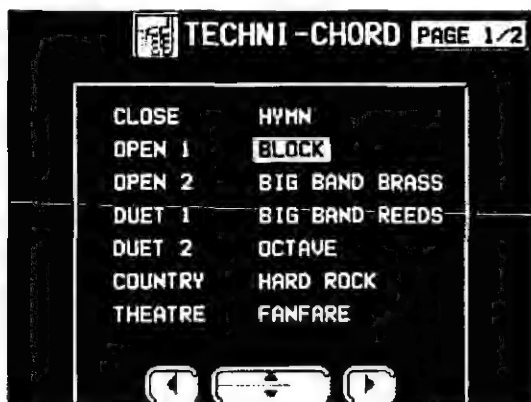 TECHNI-CHORD PAGE 1/2
CLOSE HYMN
OPEN 1 BLOCK
OPEN 2 BIG BAND BRASS
DUET 1 BIG BAND REEDS
DUET 2 OCTAVE
COUNTRY HARD ROCK
THEATRE FANFARE